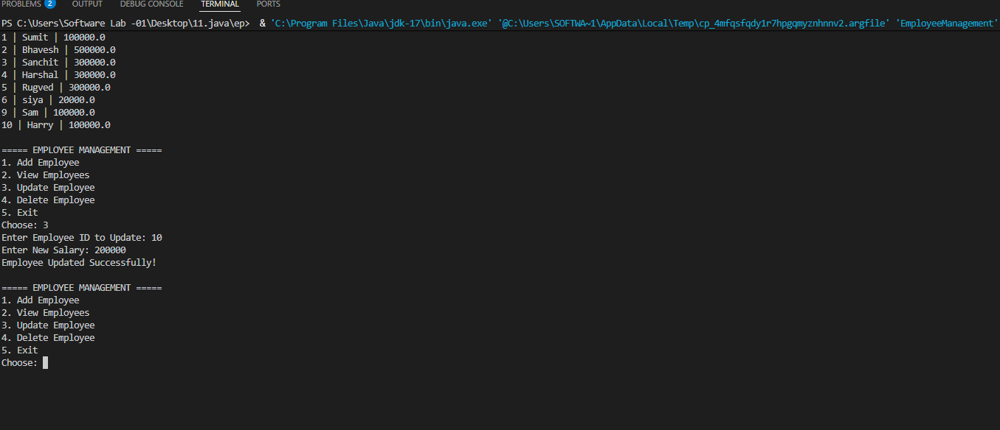 PROBLEMS 2 OUTPUT DEBUG CONSOLE TERMINAL PORTS
PS C:\Users\Software Lab -01\Desktop\11.java\ep> & 'C:\Program Files\Java\jdk-17\bin\java.exe' '@C:\Users\SOFTWA~1\AppData\Local\Temp\cp_4mfqsfqdy1r7hpgqmyznhnnv2.argfile' 'EmployeeManagement'
1 | Sumit | 100000.0
2 | Bhavesh | 500000.0
3 | Sanchit | 300000.0
4 | Harshal | 300000.0
5 | Rugved | 300000.0
6 | siya | 20000.0
9 | Sam | 100000.0
10 | Harry | 100000.0
===== EMPLOYEE MANAGEMENT =====
1. Add Employee
2. View Employees
3. Update Employee
4. Delete Employee
5. Exit
Choose: 3
Enter Employee ID to Update: 10
Enter New Salary: 200000
Employee Updated Successfully!
===== EMPLOYEE MANAGEMENT =====
1. Add Employee
2. View Employees
3. Update Employee
4. Delete Employee
5. Exit
Choose: